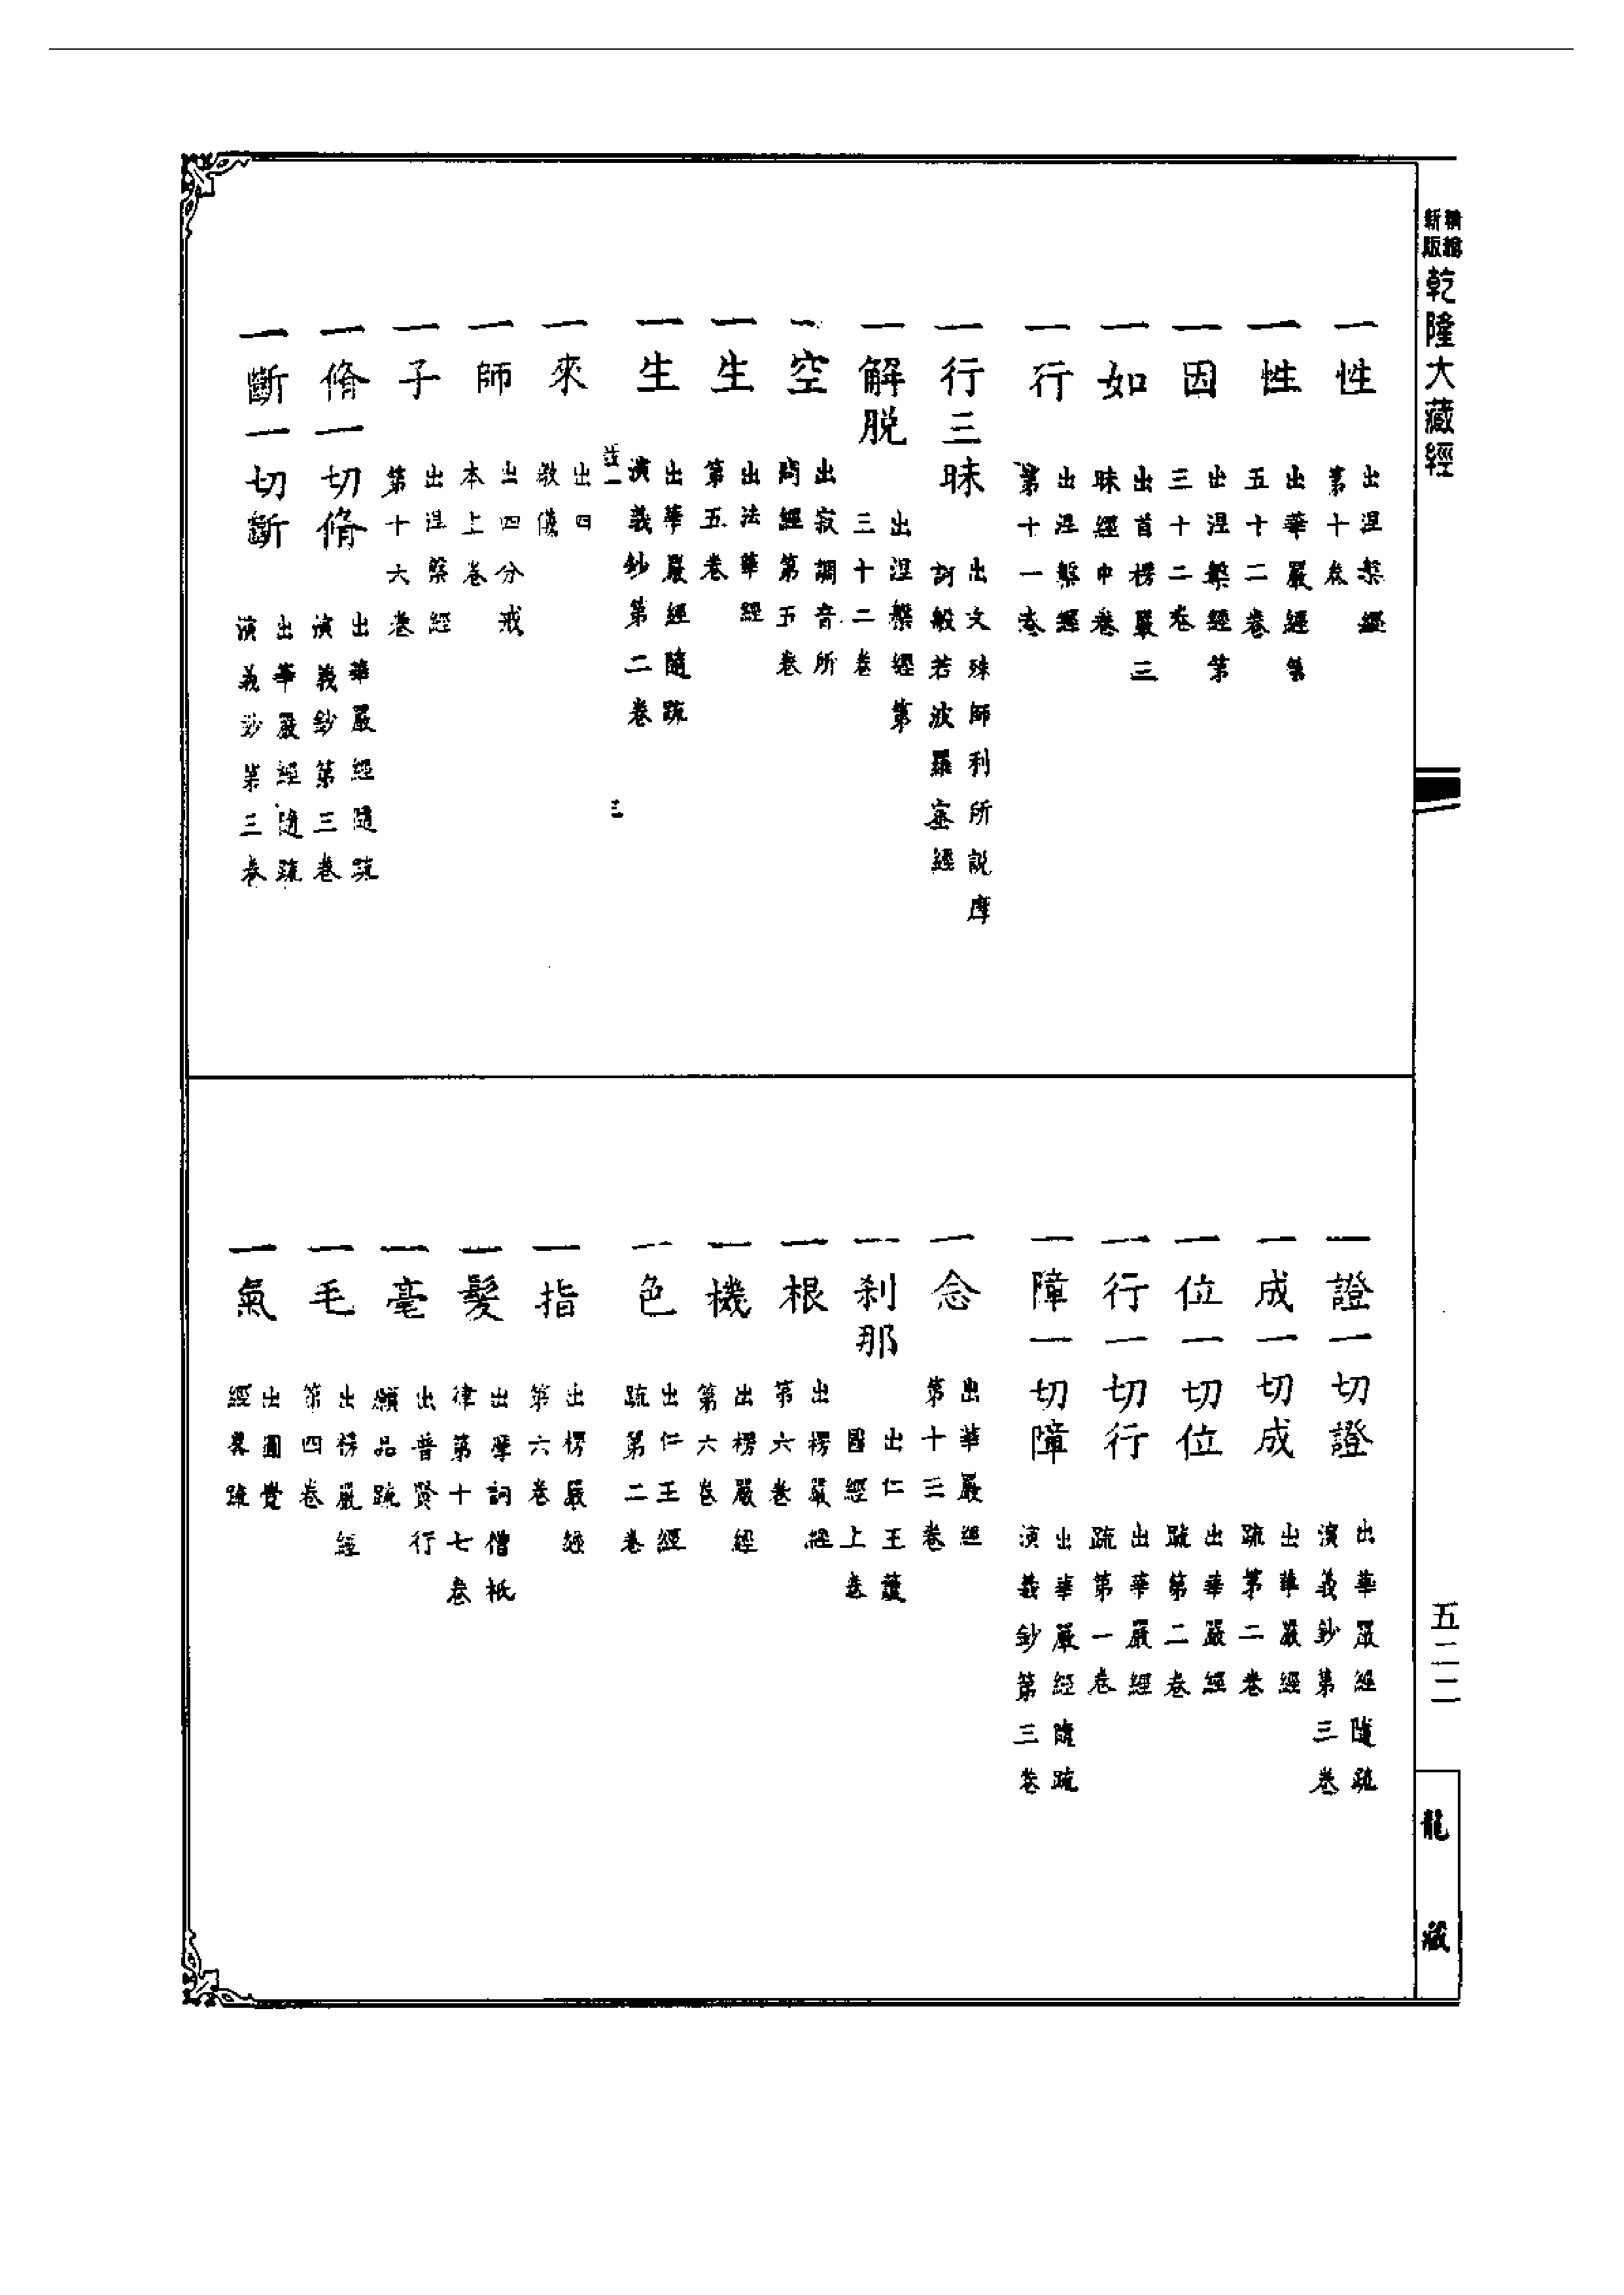 新版
精縮
乾隆大藏經
一性 出涅槃經第十卷
一性 出華嚴經第五十二卷
一因 出涅槃經第三十二卷
一如 出首楞嚴三昧經中卷
一行 出涅槃經第十一卷
一行三昧 出文殊師利所說摩訶般若波羅蜜經
一解脫 出涅槃經第三十二卷
一空 出寂調音所問經第五卷
一生 出法華經第五卷
一生 出華嚴經隨疏演義鈔第二卷
三
一來 出四教儀
一師 出四分戒本上卷
一子 出涅槃經第十六卷
一脩一切脩 出華嚴經隨疏演義鈔第三卷
一斷一切斷 出華嚴經隨疏演義鈔第三卷
一證一切證 出華嚴經隨疏演義鈔第三卷
一成一切成 出華嚴經疏第二卷
一位一切位 出華嚴經疏第二卷
一行一切行 出華嚴經疏第一卷
一障一切障 出華嚴經隨疏演義鈔第三卷
一念 出華嚴經第十三卷
一刹那 出仁王護國經上卷
一根 出楞嚴經第六卷
一機 出楞嚴經第六卷
一色 出仁王經疏第二卷
一指 出楞嚴經第六卷
一髮 出摩訶僧祇律第十七卷
一毫 出普賢行願品疏
一毛 出楞嚴經第四卷
一氣 出圓覺經畧疏
五二二
龍藏